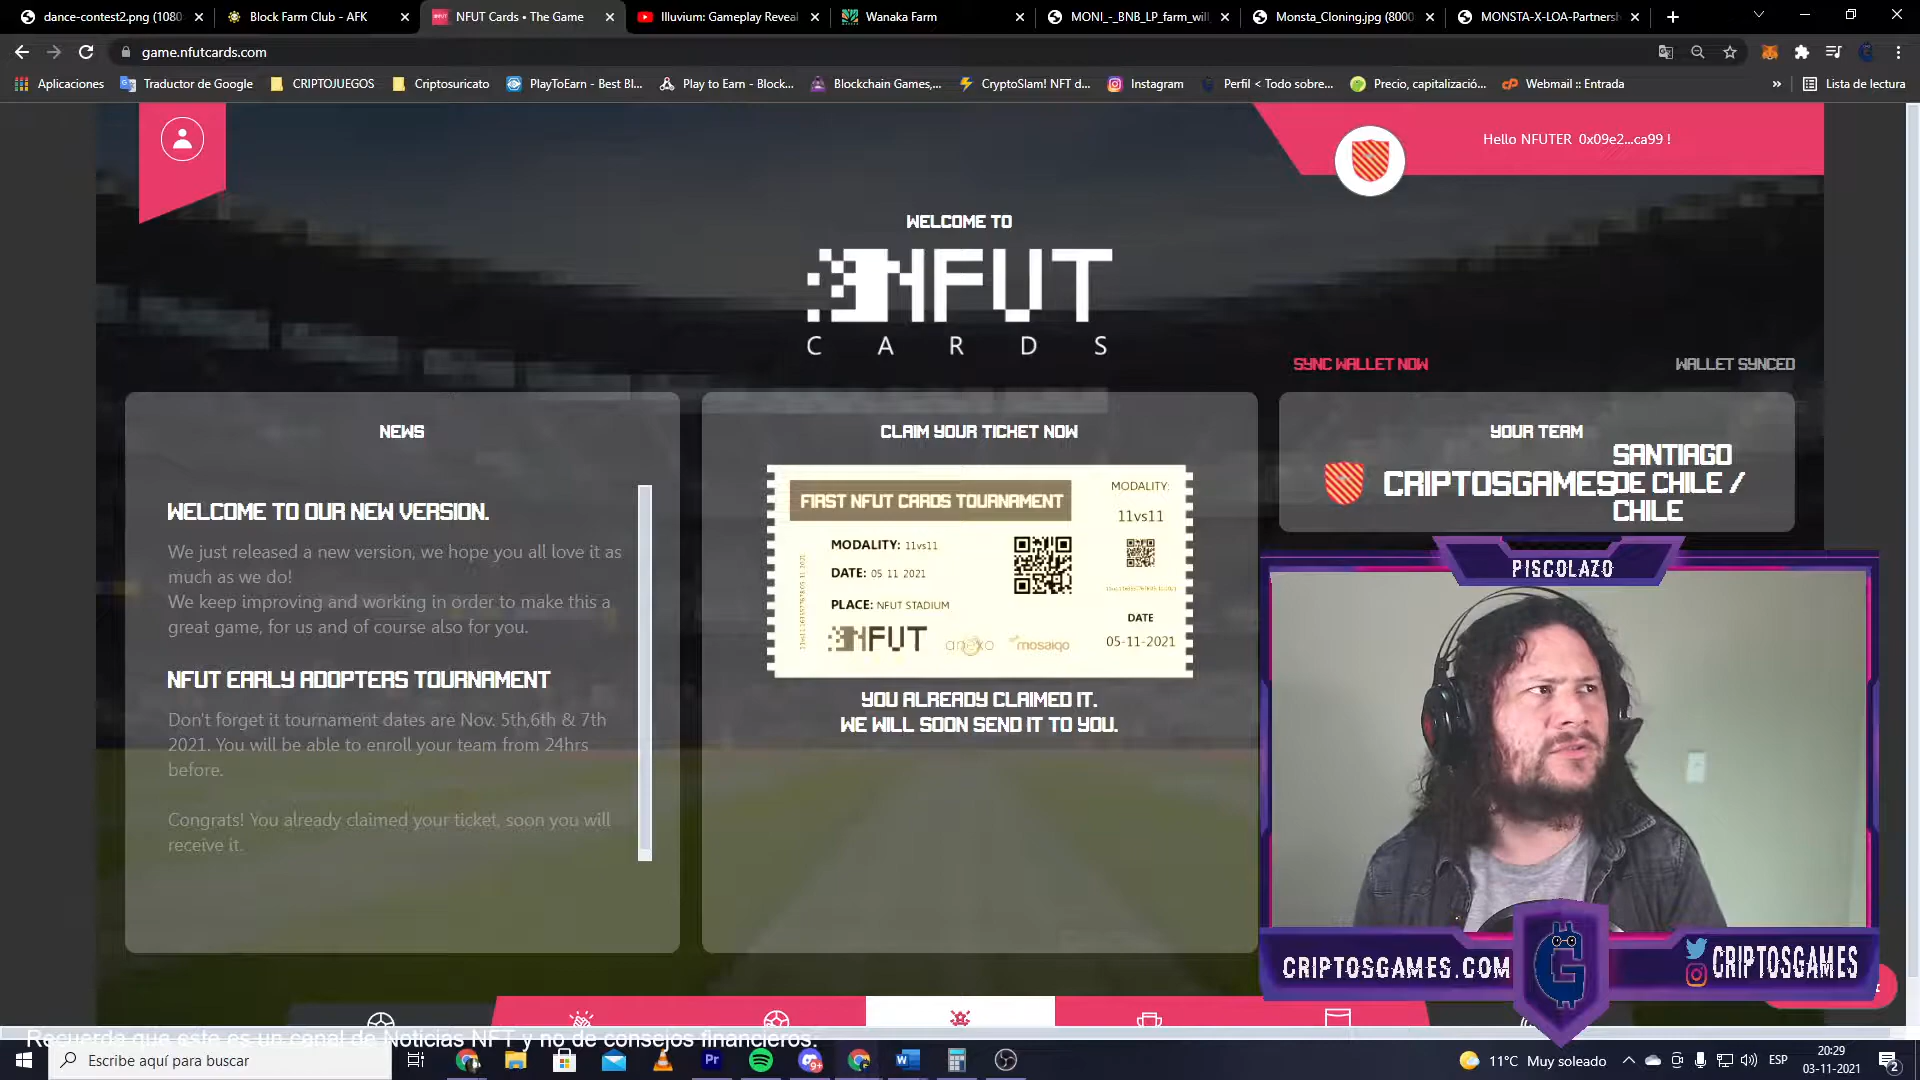 dance-contest2.png (1080
Block Farm Club - AFK
NFUT Cards • The Game
Illuvium: Gameplay Reveal
Wanaka Farm
MONI_-_BNB_LP_farm_will
Monsta_Cloning.jpg (8000
MONSTA-X-LOA-Partnersh
game.nfutcards.com
Aplicaciones
Traductor de Google
CRIPTOJUEGOS
Criptosuricato
PlayToEarn - Best Bl...
Play to Earn - Block...
Blockchain Games,...
CryptoSlam! NFT d...
Instagram
Perfil < Todo sobre...
Precio, capitalizació...
Webmail :: Entrada
»
Lista de lectura
Hello NFUTER 0x09e2...ca99 !
WELCOME TO
NFUT
CARDS
SYNC WALLET NOW
WALLET SYNCED
NEWS
WELCOME TO OUR NEW VERSION.
We just released a new version, we hope you all love it as
much as we do!
We keep improving and working in order to make this a
great game, for us and of course also for you.
NFUT EARLY ADOPTERS TOURNAMENT
Don't forget it tournament dates are Nov. 5th,6th & 7th
2021. You will be able to enroll your team from 24hrs
before.
Congrats! You already claimed your ticket, soon you will
receive it.
CLAIM YOUR TICKET NOW
FIRST NFUT CARDS TOURNAMENT
MODALITY: 11vs11
DATE: 05 11 2021
PLACE: NFUT STADIUM
NFUT
anexo
mosaiqo
MODALITY:
11vs11
DATE
05-11-2021
YOU ALREADY CLAIMED IT.
WE WILL SOON SEND IT TO YOU.
YOUR TEAM
CRIPTOSGAMES
SANTIAGO
DE CHILE /
CHILE
PISCOLAZO
CRIPTOSGAMES.COM
CRIPTOSGAMES
Recuerda que este es un canal de Noticias NFT y no de consejos financieros.
Escribe aquí para buscar
Pr
9+
11°C Muy soleado
ESP
20:29
03-11-2021
2